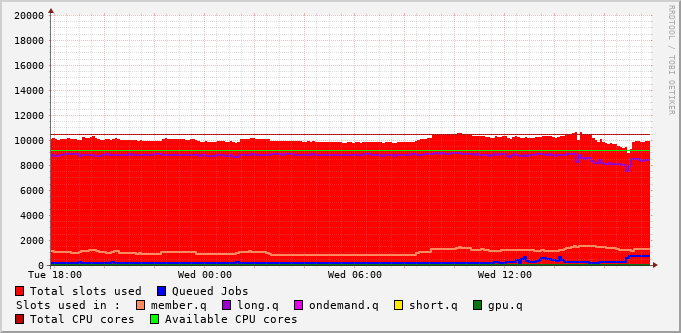 20000
18000
16000
14000
12000
10000
8000
6000
4000
2000
0
Tue 18:00 Wed 00:00 Wed 06:00 Wed 12:00
Total slots used Queued Jobs
Slots used in : member.q long.q ondemand.q short.q gpu.q
Total CPU cores Available CPU cores
RRDTOOL / TOBI OETIKER